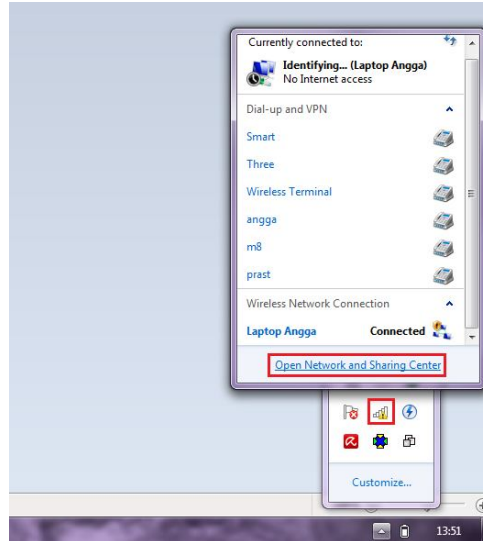 Currently connected to:
Identifying... (Laptop Angga)
No Internet access
Dial-up and VPN
Smart
Three
Wireless Terminal
angga
m8
prast
Wireless Network Connection
Laptop Angga Connected
Open Network and Sharing Center
Customize...
13:51